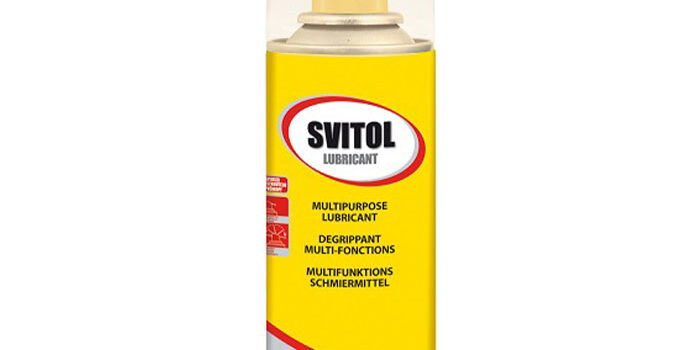 SVITOL
LUBRICANT
MULTIPURPOSE
LUBRICANT
DEGRIPPANT
MULTI-FONCTIONS
MULTIFUNKTIONS
SCHMIERMITTEL